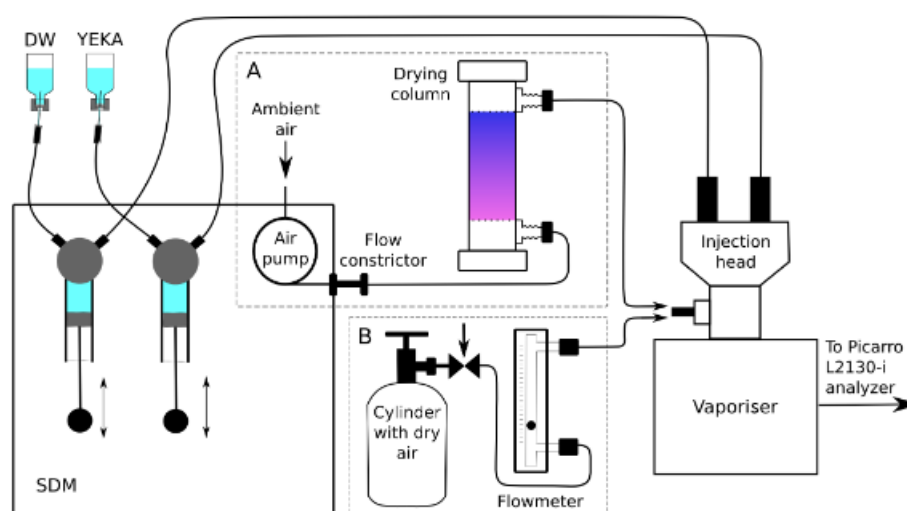 DW
YEKA
A
Drying
column
Ambient
air
Air
pump
Flow
constrictor
Injection
head
B
Cylinder
with dry
air
Flowmeter
Vaporiser
To Picarro
L2130-i
analyzer
SDM